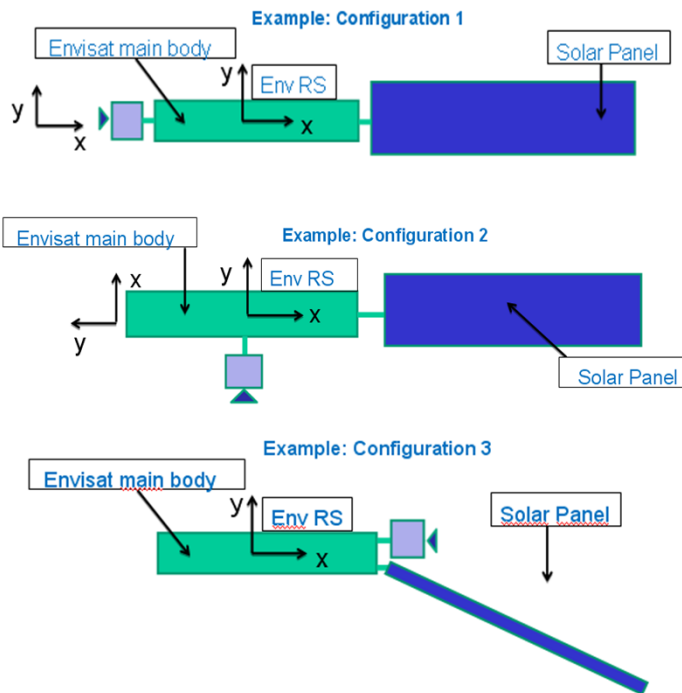 Example: Configuration 1
Envisat main body
Solar Panel
y
Env RS
y
x
x
Example: Configuration 2
Envisat main body
y
Env RS
x
x
y
Solar Panel
Example: Configuration 3
Envisat main body
y
Env RS
Solar Panel
x